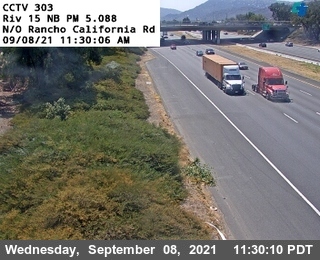 CCTV 303
Riv 15 NB PM 5.088
N/O Rancho California Rd
09/08/21 11:30:06 AM
Wednesday, September 08, 2021 11:30:10 PDT